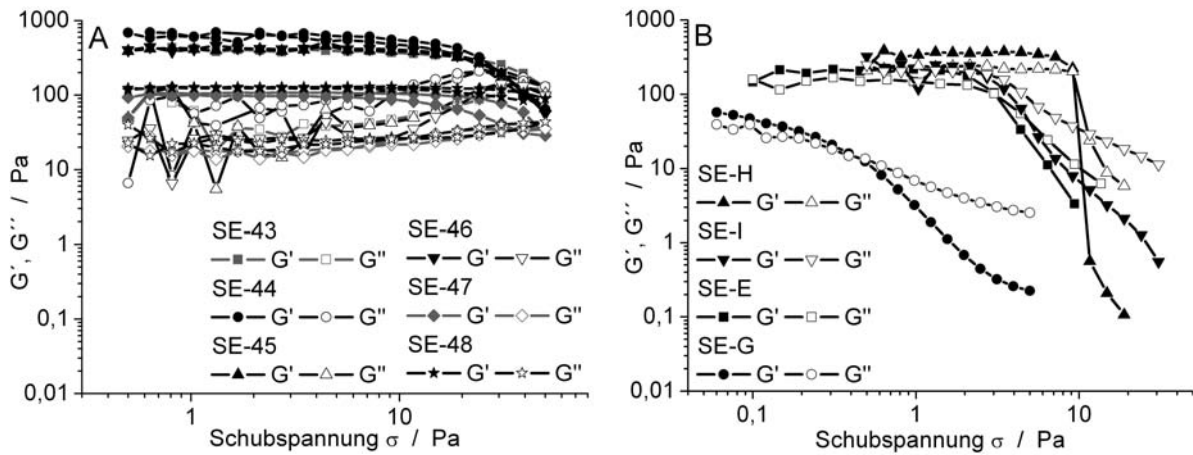 A
G´, G´´ / Pa
1000
100
10
1
0,1
0,01
SE-43
G' G''
SE-44
G' G''
SE-45
G' G''
SE-46
G' G''
SE-47
G' G''
SE-48
G' G''
1 10
Schubspannung σ / Pa
B
G´, G´´ / Pa
1000
100
10
1
0,1
0,01
SE-H
G' G''
SE-I
G' G''
SE-E
G' G''
SE-G
G' G''
0,1 1 10
Schubspannung σ / Pa